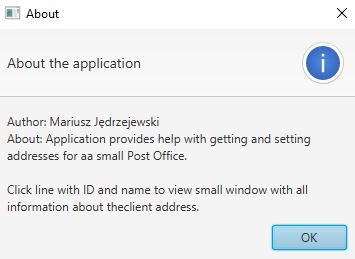 About
About the application
Author: Mariusz Jędrzejewski
About: Application provides help with getting and setting
addresses for aa small Post Office.
Click line with ID and name to view small window with all
information about theclient address.
OK